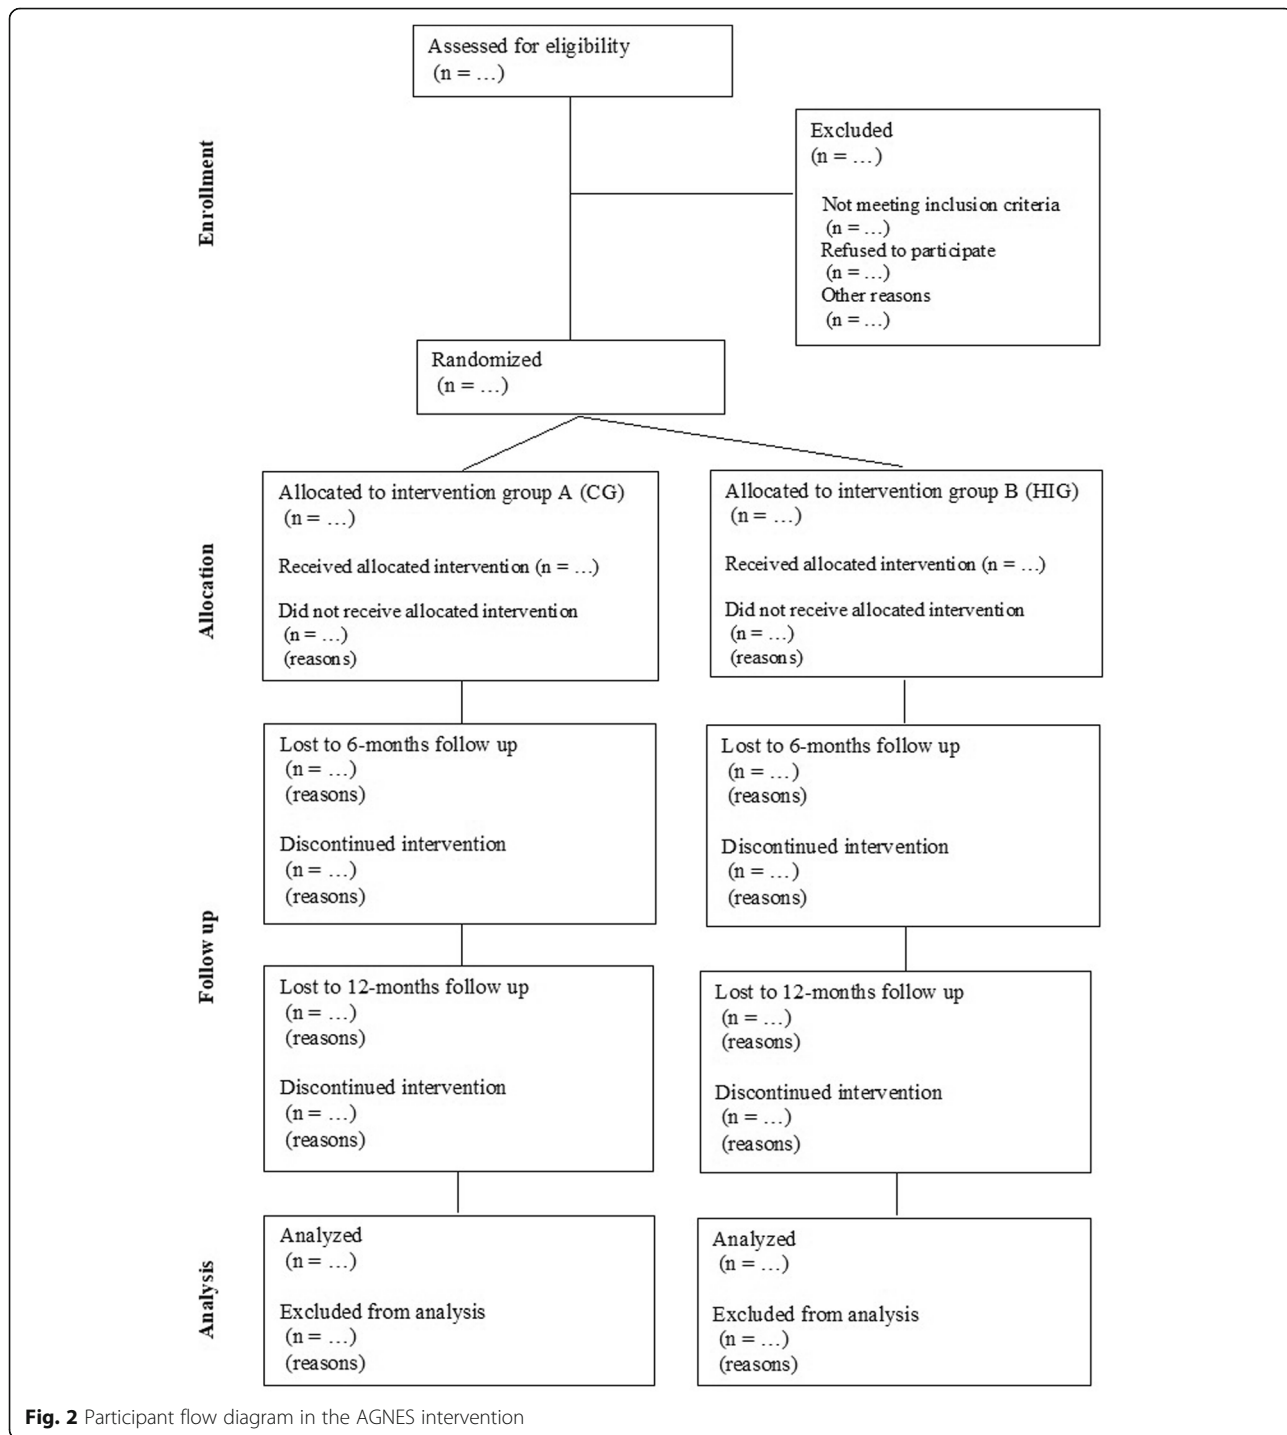 Assessed for eligibility
(n = …)
Enrollment
Excluded
(n = …)
Not meeting inclusion criteria
(n = …)
Refused to participate
(n = …)
Other reasons
(n = …)
Randomized
(n = …)
Allocation
Allocated to intervention group A (CG)
(n = …)
Received allocated intervention (n = …)
Did not receive allocated intervention
(n = …)
(reasons)
Allocated to intervention group B (HIG)
(n = …)
Received allocated intervention (n = …)
Did not receive allocated intervention
(n = …)
(reasons)
Follow up
Lost to 6-months follow up
(n = …)
(reasons)
Discontinued intervention
(n = …)
(reasons)
Lost to 6-months follow up
(n = …)
(reasons)
Discontinued intervention
(n = …)
(reasons)
Lost to 12-months follow up
(n = …)
(reasons)
Discontinued intervention
(n = …)
(reasons)
Lost to 12-months follow up
(n = …)
(reasons)
Discontinued intervention
(n = …)
(reasons)
Analysis
Analyzed
(n = …)
Excluded from analysis
(n = …)
(reasons)
Analyzed
(n = …)
Excluded from analysis
(n = …)
(reasons)
Fig. 2 Participant flow diagram in the AGNES intervention